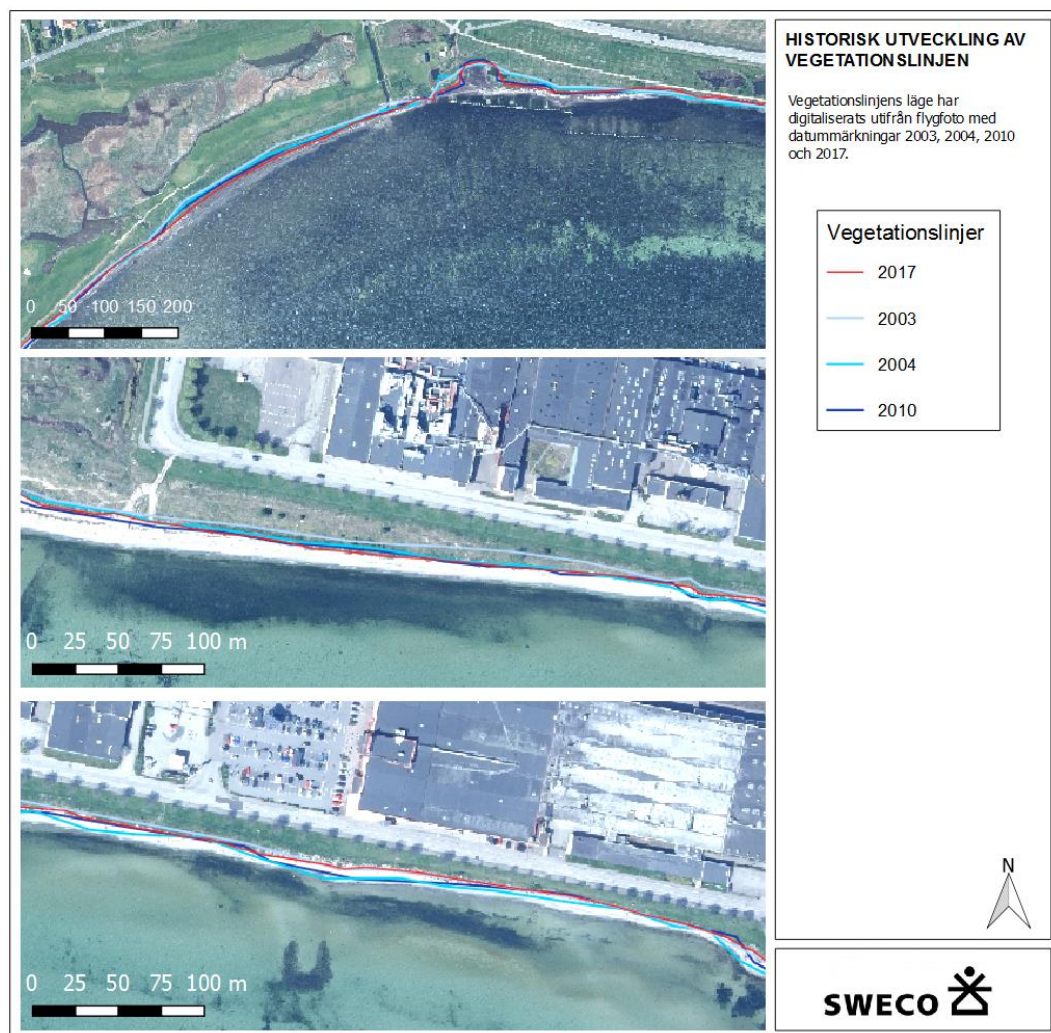 HISTORISK UTVECKLING AV
VEGETATIONSLINJEN
Vegetationslinjens läge har
digitaliserats utifrån flygfoto med
datummärkningar 2003, 2004, 2010
och 2017.
Vegetationslinjer
2017
2003
2004
2010
0 50 100 150 200
0 25 50 75 100 m
0 25 50 75 100 m
N
SWECO